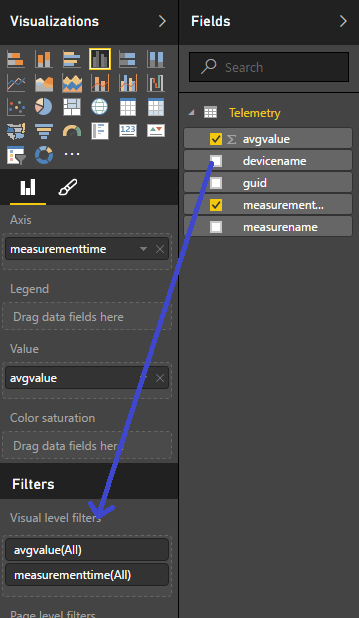 Visualizations
Fields
Search
Telemetry
avgvalue
devicename
guid
measurement...
measurename
R
123
...
Axis
measurementtime
Legend
Drag data fields here
Value
avgvalue
Color saturation
Drag data fields here
Filters
Visual level filters
avgvalue(All)
measurementtime(All)
Page level filters